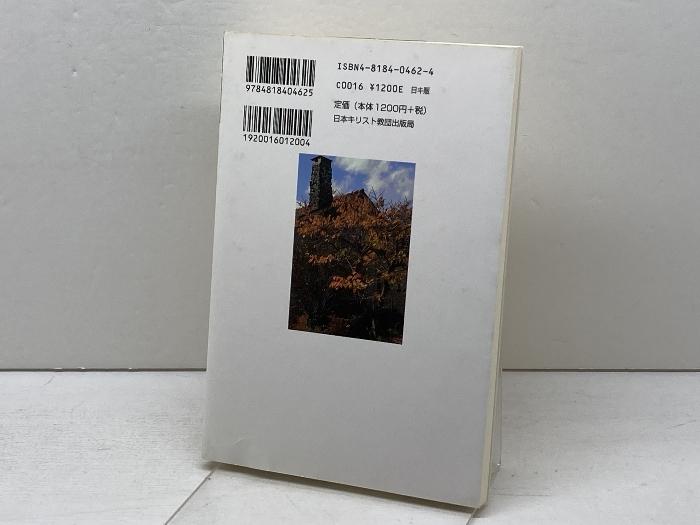 9784818404625
1920016012004
ISBN4-8184-0462-4
C0016 ¥1200E 日キ販
定価（本体1200円+税）
日本キリスト教団出版局